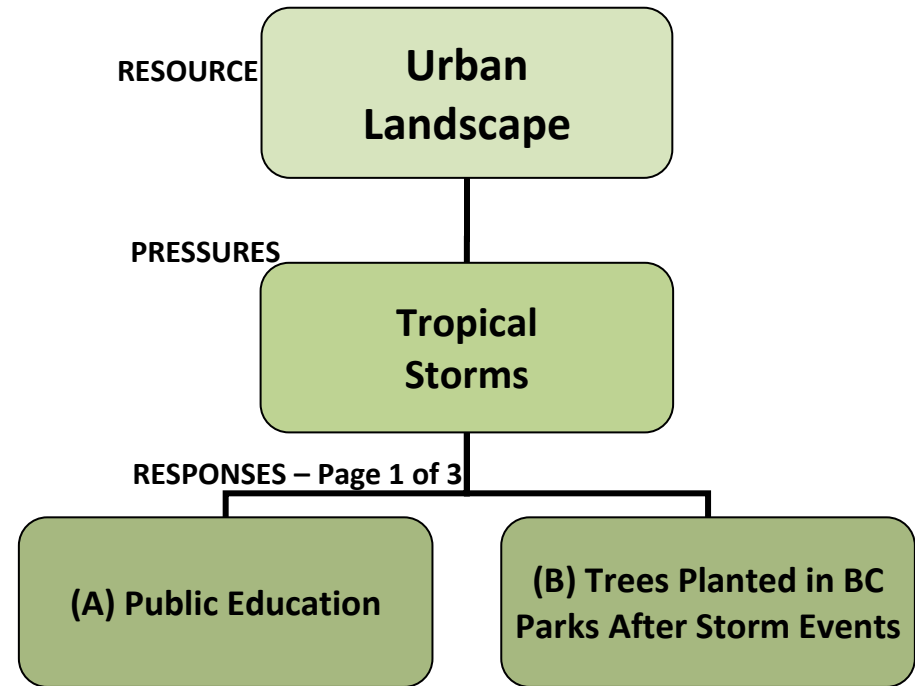 RESOURCE
Urban
Landscape
PRESSURES
Tropical
Storms
RESPONSES – Page 1 of 3
(A) Public Education
(B) Trees Planted in BC
Parks After Storm Events